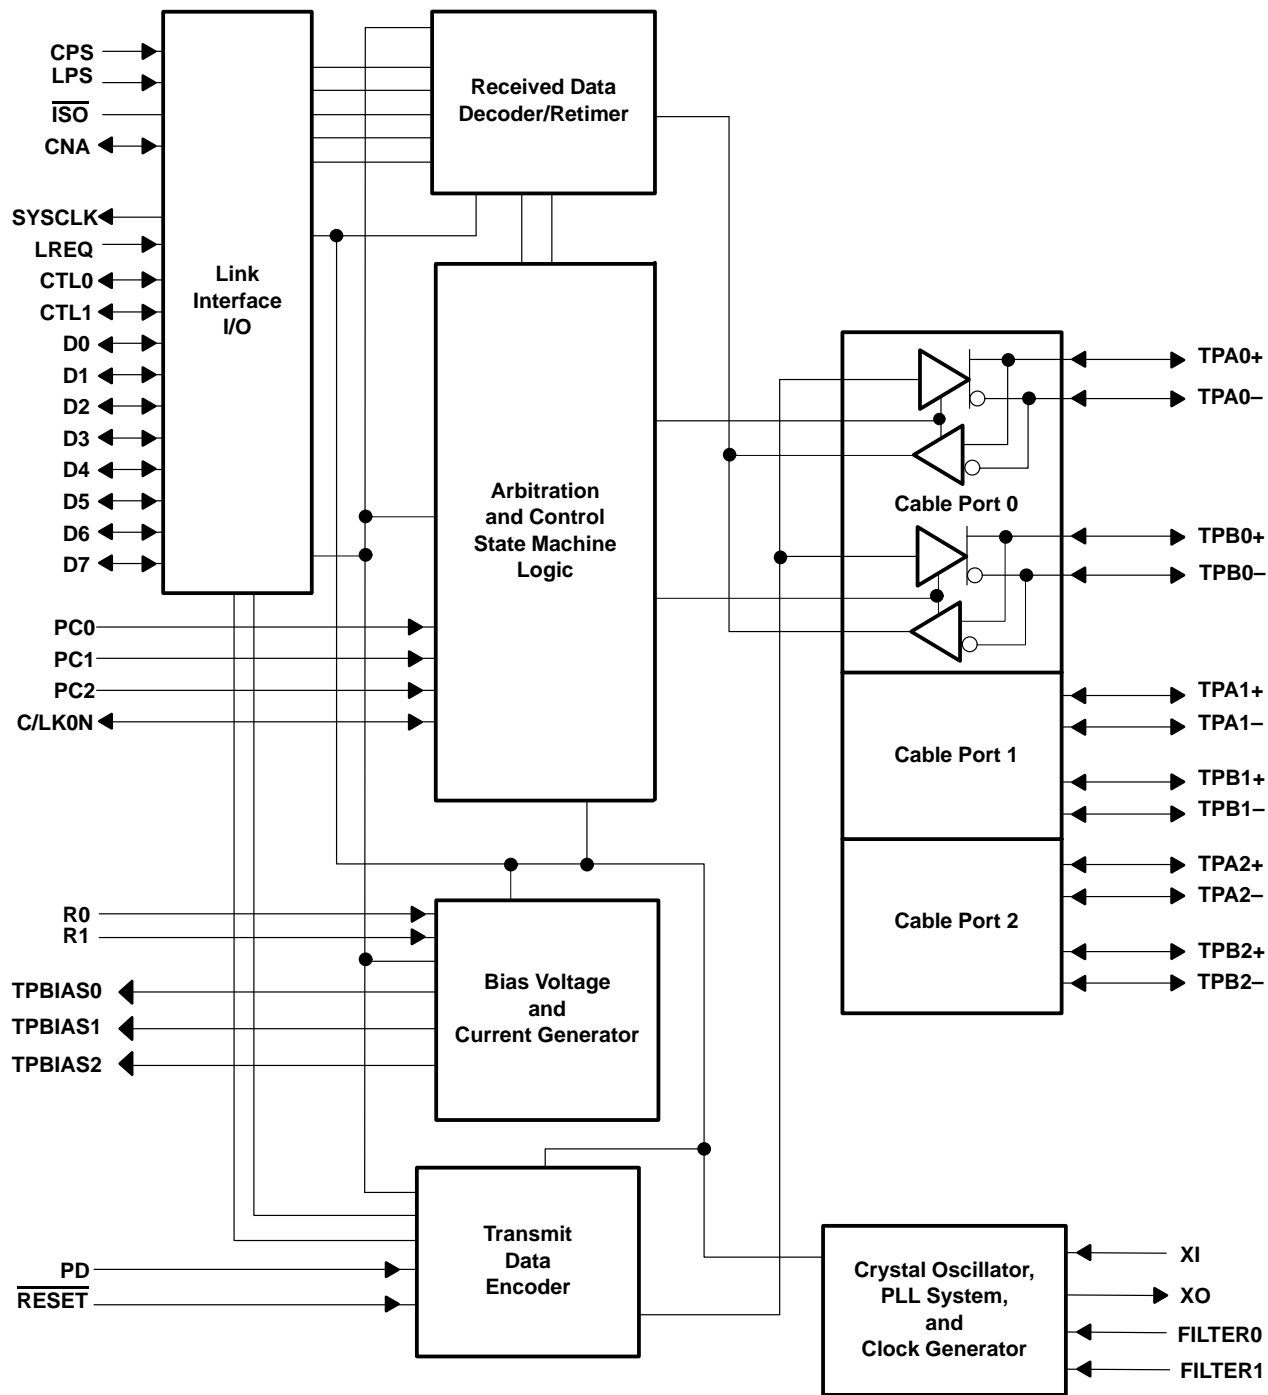 CPS
LPS
ISO
CNA
SYSCLK
LREQ
CTL0
CTL1
D0
D1
D2
D3
D4
D5
D6
D7
PC0
PC1
PC2
C/LK0N
R0
R1
TPBIAS0
TPBIAS1
TPBIAS2
PD
RESET
Link
Interface
I/O
Received Data
Decoder/Retimer
Arbitration
and Control
State Machine
Logic
Bias Voltage
and
Current Generator
Transmit
Data
Encoder
Cable Port 0
Cable Port 1
Cable Port 2
Crystal Oscillator,
PLL System,
and
Clock Generator
TPA0+
TPA0–
TPB0+
TPB0–
TPA1+
TPA1–
TPB1+
TPB1–
TPA2+
TPA2–
TPB2+
TPB2–
XI
XO
FILTER0
FILTER1